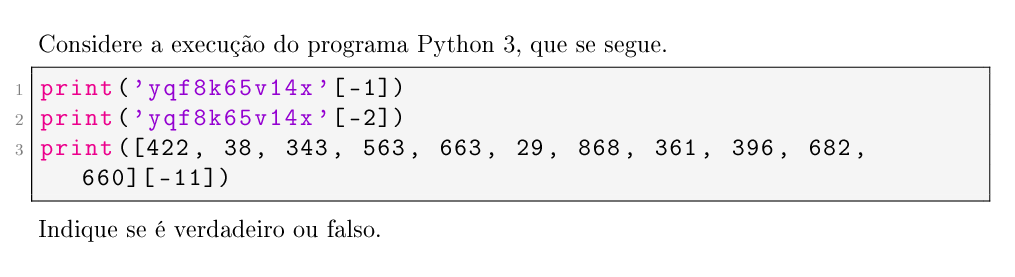 Considere a execução do programa Python 3, que se segue.
1 print('yqf8k65v14x'[-1])
2 print('yqf8k65v14x'[-2])
3 print([422, 38, 343, 563, 663, 29, 868, 361, 396, 682,
660][-11])
Indique se é verdadeiro ou falso.